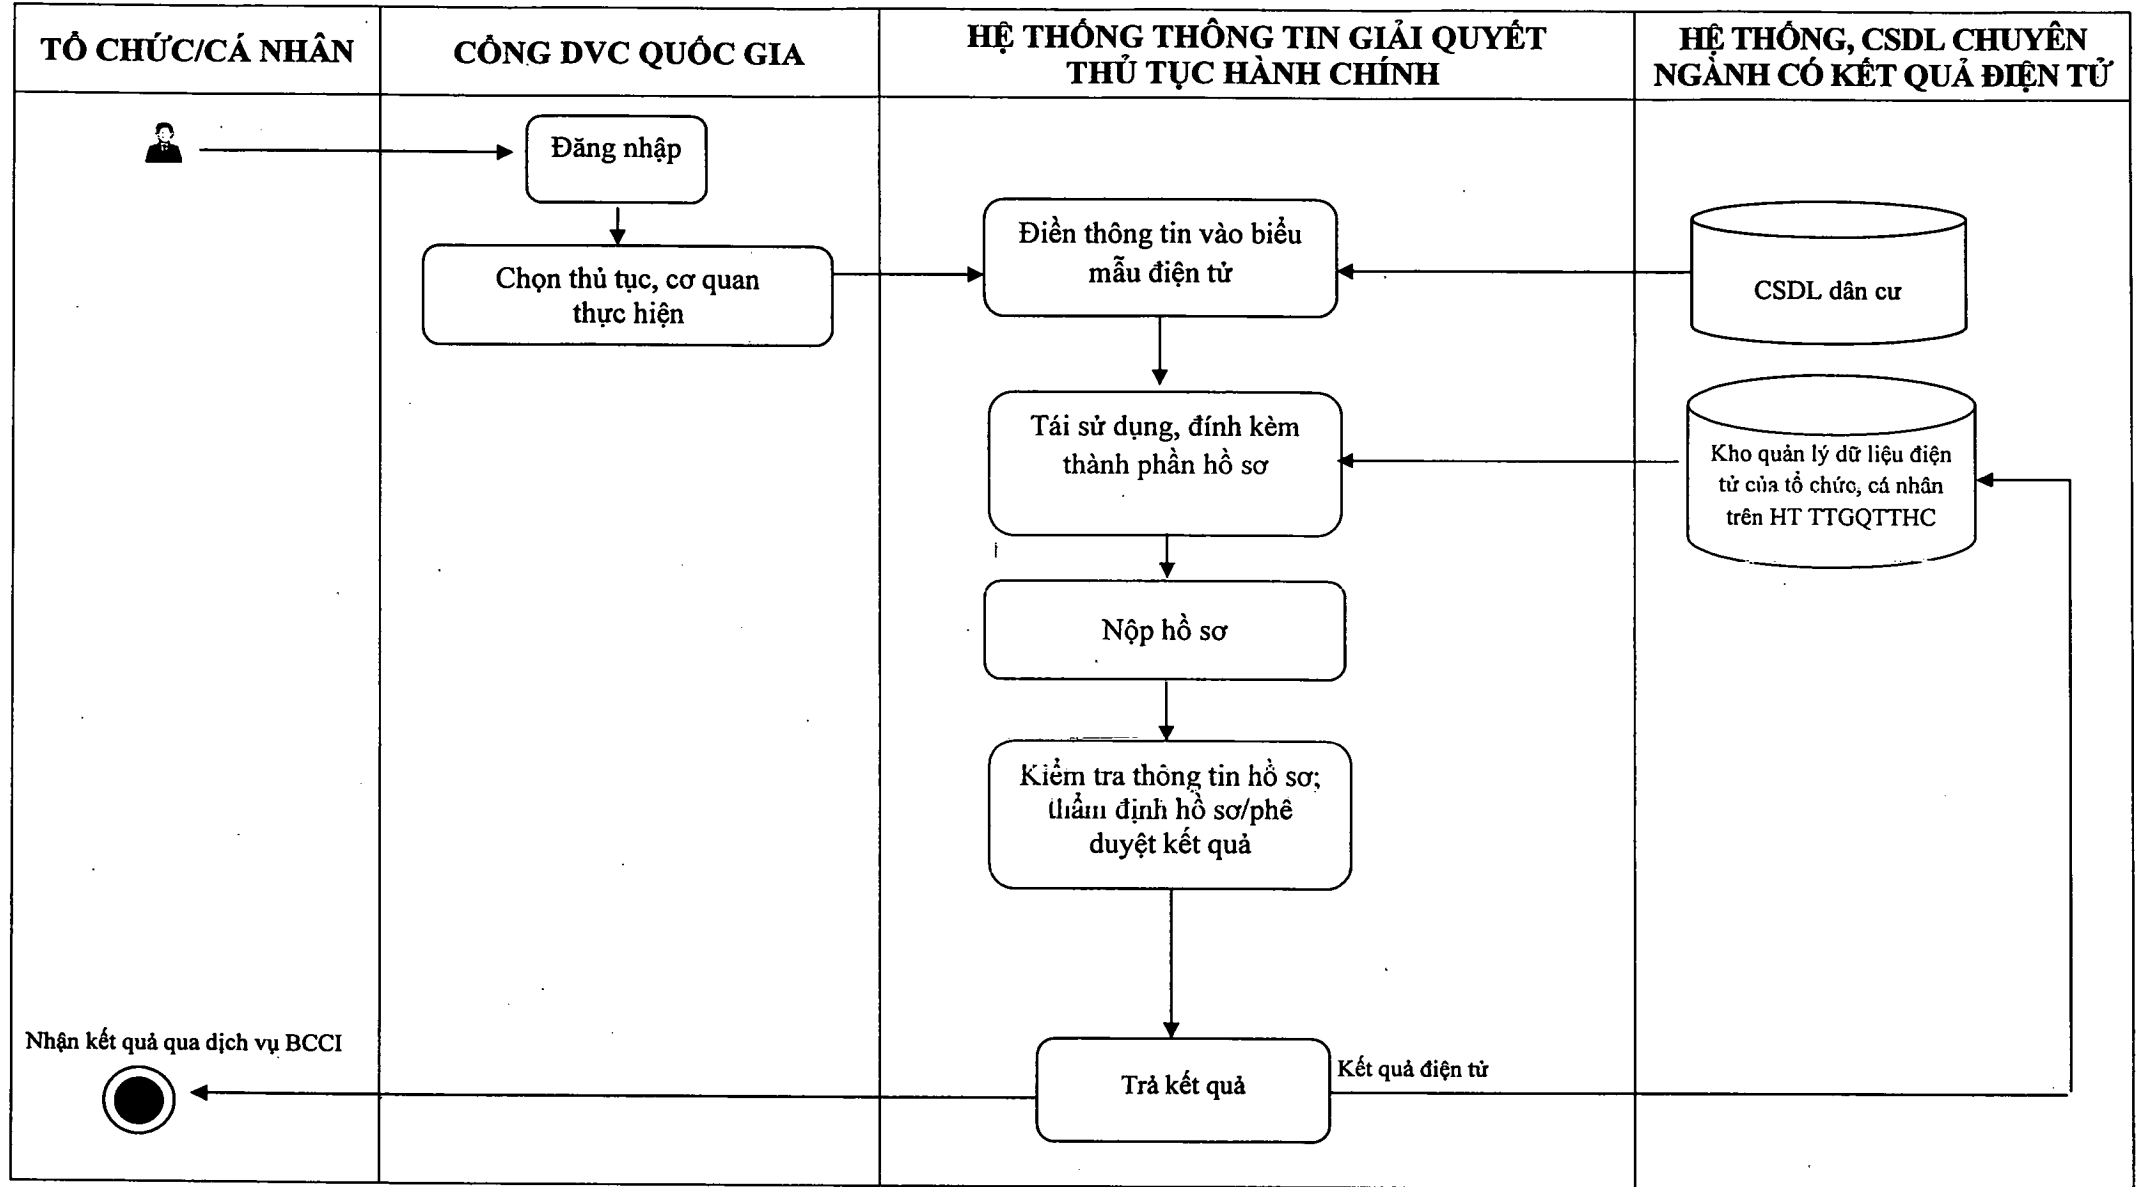 TỔ CHỨC/CÁ NHÂN
CỔNG DVC QUỐC GIA
HỆ THỐNG THÔNG TIN GIẢI QUYẾT
THỦ TỤC HÀNH CHÍNH
HỆ THỐNG, CSDL CHUYÊN
NGÀNH CÓ KẾT QUẢ ĐIỆN TỬ
Đăng nhập
Chọn thủ tục, cơ quan
thực hiện
Điền thông tin vào biểu
mẫu điện tử
CSDL dân cư
Tái sử dụng, đính kèm
thành phần hồ sơ
Kho quản lý dữ liệu điện
tử của tổ chức, cá nhân
trên HT TTGQTTHC
Nộp hồ sơ
Kiểm tra thông tin hồ sơ;
thẩm định hồ sơ/phê
duyệt kết quả
Nhận kết quả qua dịch vụ BCCI
Trả kết quả
Kết quả điện tử